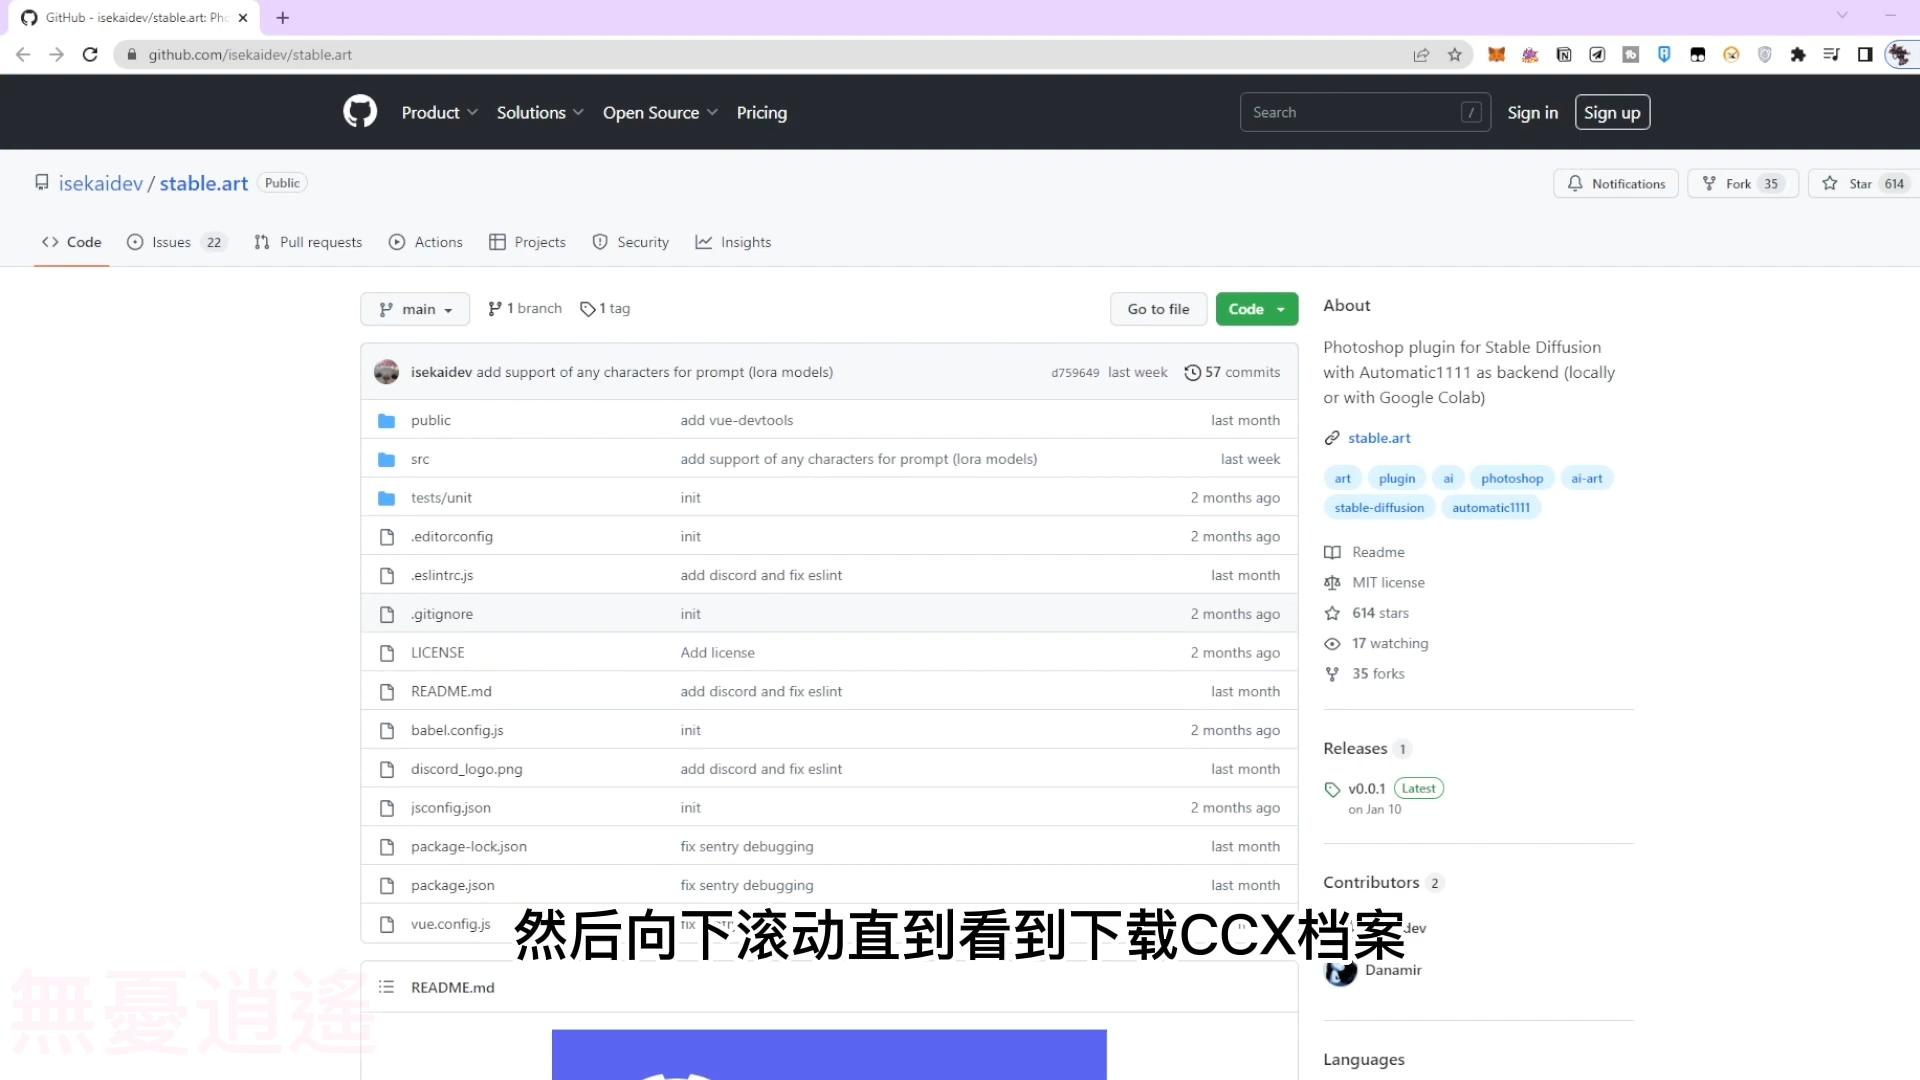 GitHub - isekaidev/stable.art: Pho
github.com/isekaidev/stable.art
Product
Solutions
Open Source
Pricing
Search
/
Sign in
Sign up
isekaidev / stable.art
Public
Notifications
Fork 35
Star 614
Code
Issues 22
Pull requests
Actions
Projects
Security
Insights
main
1 branch
1 tag
Go to file
Code
isekaidev add support of any characters for prompt (lora models) d759649 last week 57 commits
public add vue-devtools last month
src add support of any characters for prompt (lora models) last week
tests/unit init 2 months ago
.editorconfig init 2 months ago
.eslintrc.js add discord and fix eslint last month
.gitignore init 2 months ago
LICENSE Add license 2 months ago
README.md add discord and fix eslint last month
babel.config.js init 2 months ago
discord_logo.png add discord and fix eslint last month
jsconfig.json init 2 months ago
package-lock.json fix sentry debugging last month
package.json fix sentry debugging last month
vue.config.js fix
README.md
About
Photoshop plugin for Stable Diffusion
with Automatic1111 as backend (locally
or with Google Colab)
stable.art
art plugin ai photoshop ai-art
stable-diffusion automatic1111
Readme
MIT license
614 stars
17 watching
35 forks
Releases 1
v0.0.1 Latest
on Jan 10
Contributors 2
dev
Danamir
Languages
然后向下滚动直到看到下载CCX档案
無憂逍遙